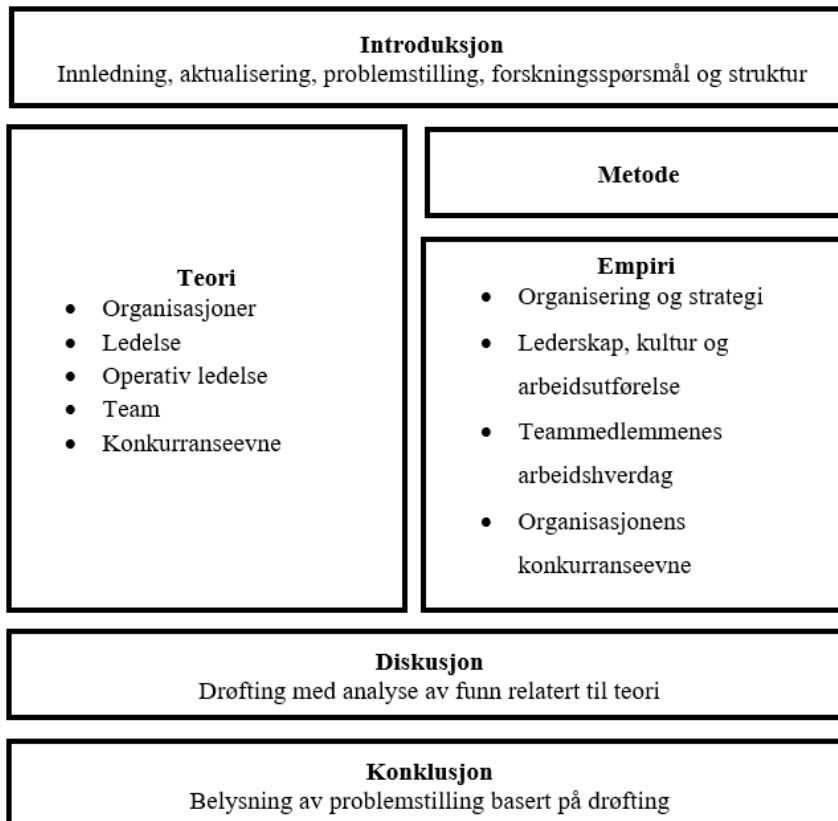 Introduksjon
Innledning, aktualisering, problemstilling, forskningsspørsmål og struktur
Teori
• Organisasjoner
• Ledelse
• Operativ ledelse
• Team
• Konkurranseevne
Metode
Empiri
• Organisering og strategi
• Lederskap, kultur og
arbeidsutførelse
• Teammedlemmenes
arbeidshverdag
• Organisasjonens
konkurranseevne
Diskusjon
Drøfting med analyse av funn relatert til teori
Konklusjon
Belysning av problemstilling basert på drøfting